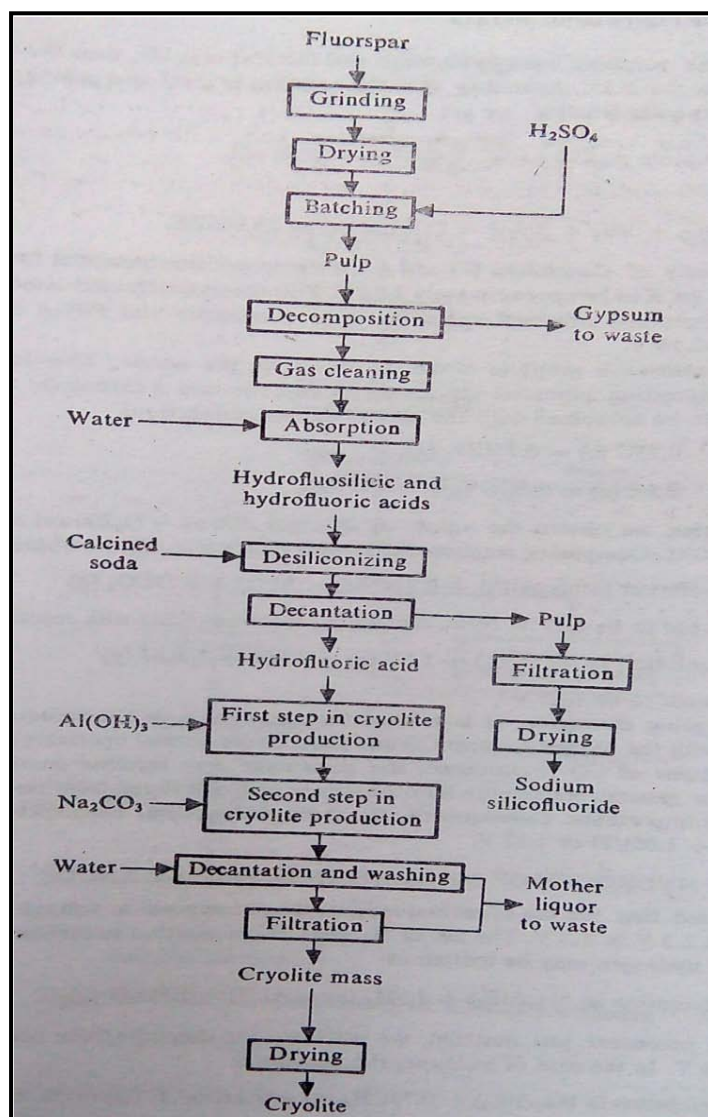 Fluorspar
Grinding
H₂SO₄
Drying
Batching
Pulp
Decomposition
Gypsum
to waste
Gas cleaning
Water
Absorption
Hydrofluosilicic and
hydrofluoric acids
Calcined
soda
Desiliconizing
Decantation
Pulp
Hydrofluoric acid
Filtration
Al(OH)₃
First step in cryolite
production
Drying
Na₂CO₃
Second step in
cryolite production
Sodium
silicofluoride
Water
Decantation and washing
Mother
liquor
to waste
Filtration
Cryolite mass
Drying
Cryolite